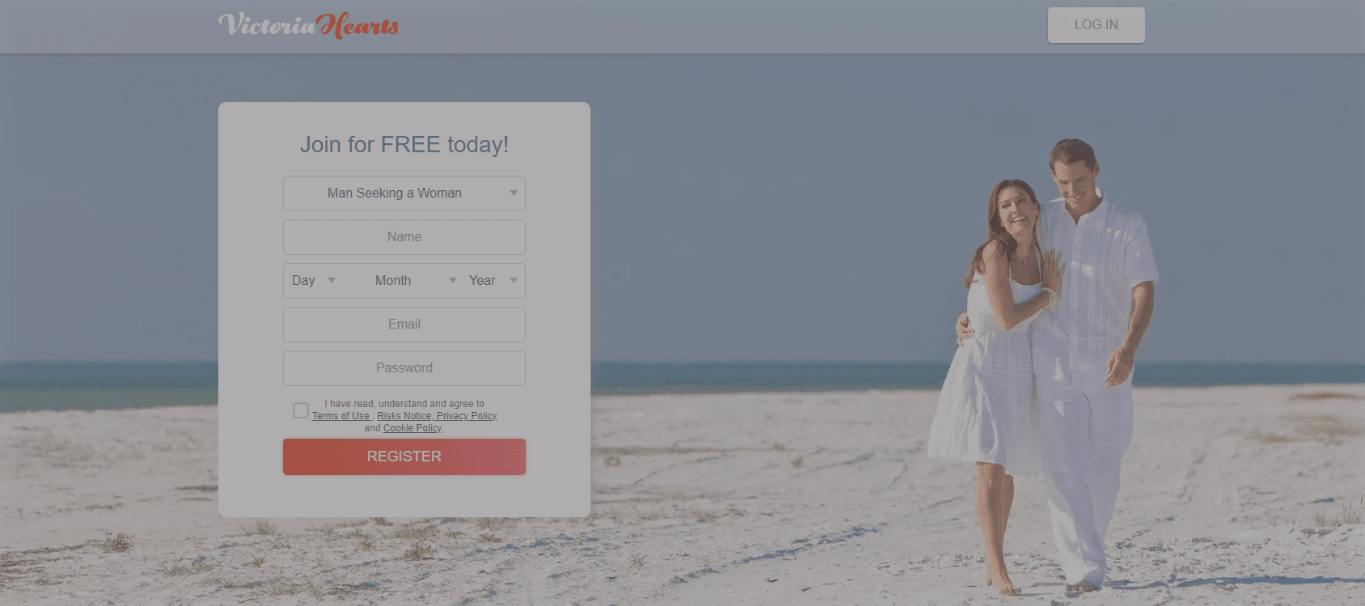 VictoriaHearts
LOG IN
Join for FREE today!
Man Seeking a Woman
Name
Day Month Year
Email
Password
I have read, understand and agree to
Terms of Use , Risks Notice, Privacy Policy
and Cookie Policy.
REGISTER